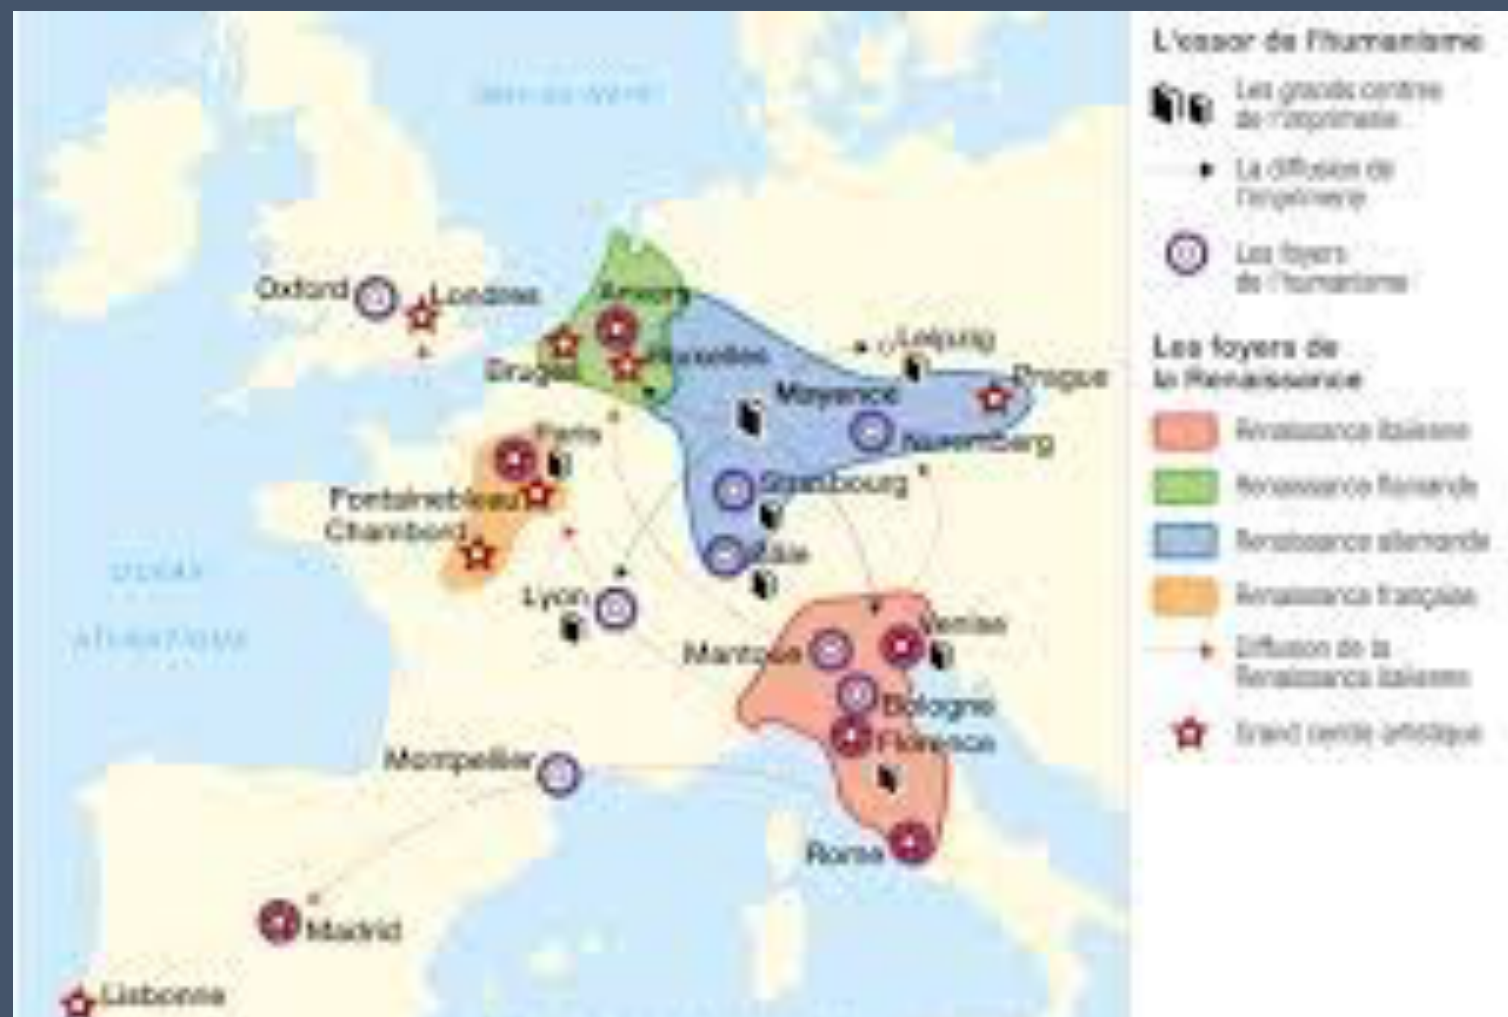 Oxford
Londres
Anvers
Bruges
Bruxelles
Leipzig
Prague
Mayence
Nuremberg
Paris
Strasbourg
Fontainebleau
Chambord
Bâle
Lyon
Venise
Mantoue
Bologne
Florence
Montpellier
Rome
Madrid
Lisbonne
OCÉAN
ATLANTIQUE
L'essor de l'humanisme
Les grands centres
de l'imprimerie
La diffusion de
l'imprimerie
Les foyers
de l'humanisme
Les foyers de
la Renaissance
Renaissance italienne
Renaissance flamande
Renaissance allemande
Renaissance française
Diffusion de la
Renaissance italienne
Grand centre artistique